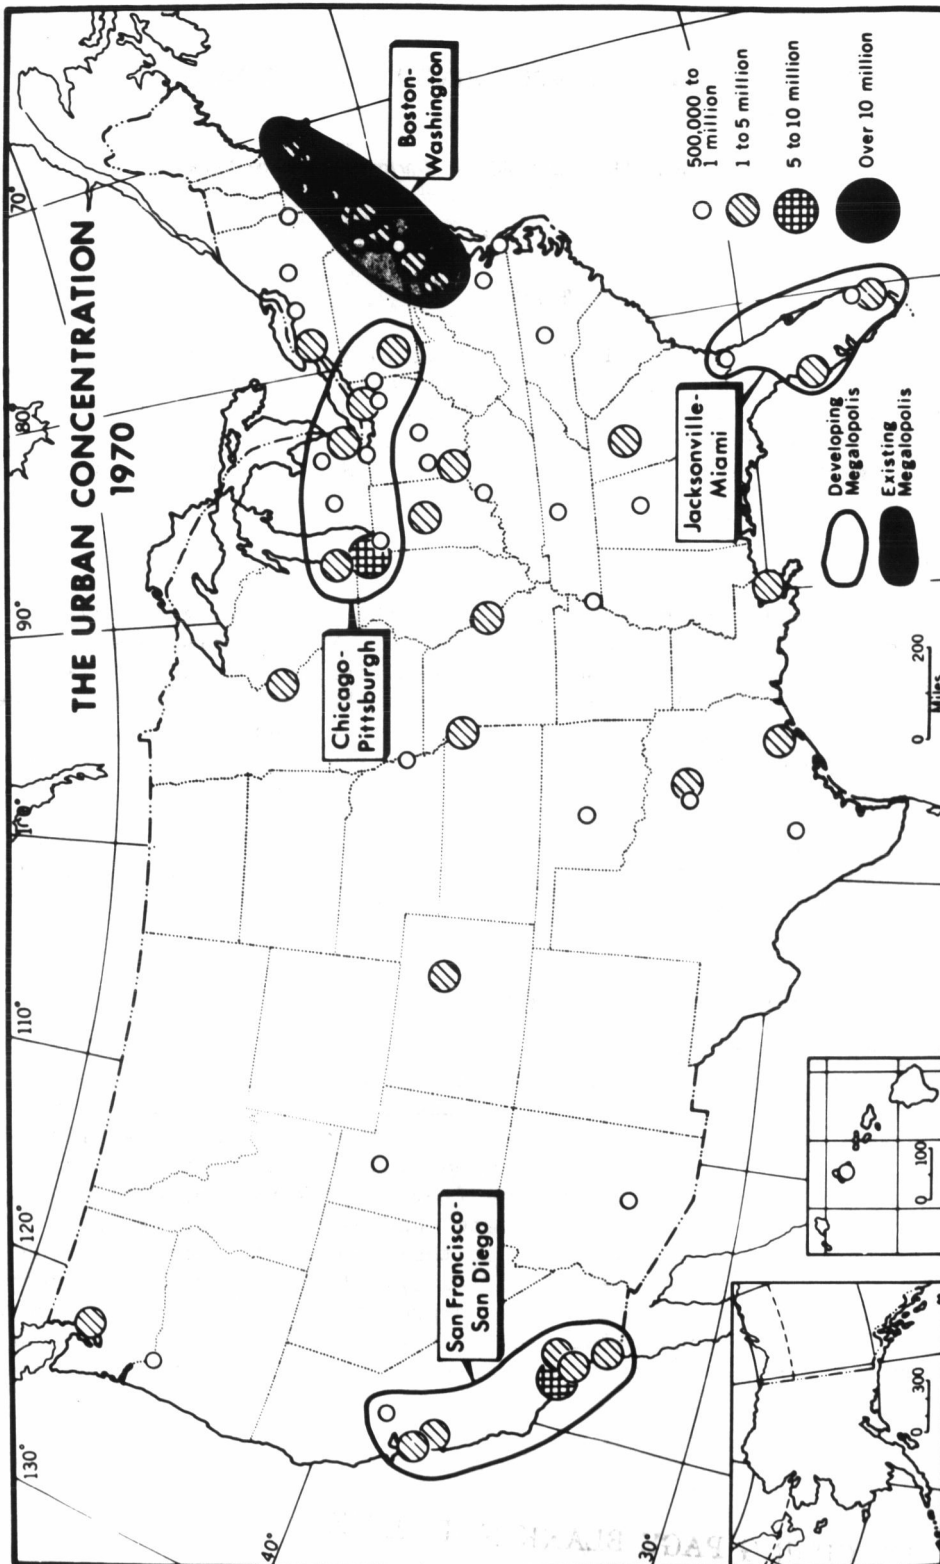 THE URBAN CONCENTRATION
1970
130°
120°
110°
90°
80°
70°
40°
30°
Boston-
Washington
Chicago-
Pittsburgh
San Francisco-
San Diego
Jacksonville-
Miami
500,000 to
1 million
1 to 5 million
5 to 10 million
Over 10 million
Developing
Megalopolis
Existing
Megalopolis
0 200
Miles
0 100
0 300